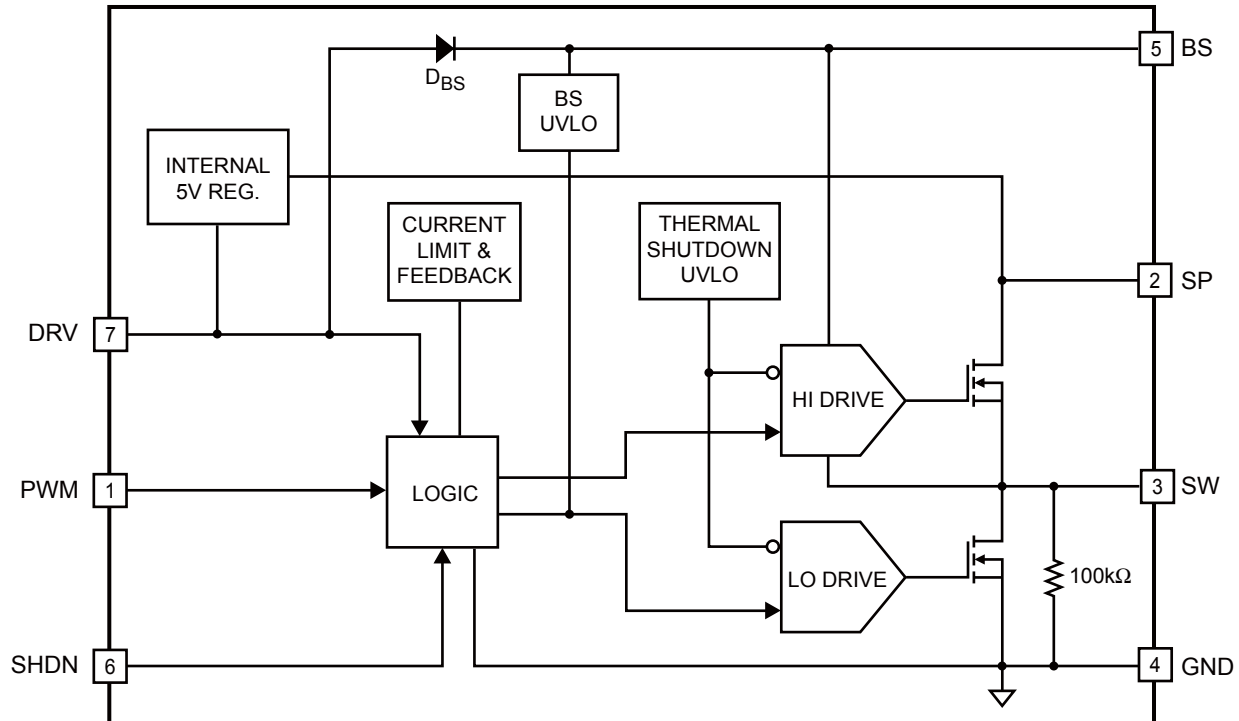 5 BS
DBS
BS
UVLO
INTERNAL
5V REG.
CURRENT
LIMIT &
FEEDBACK
THERMAL
SHUTDOWN
UVLO
2 SP
DRV 7
HI DRIVE
PWM 1
LOGIC
3 SW
LO DRIVE
100kΩ
SHDN 6
4 GND